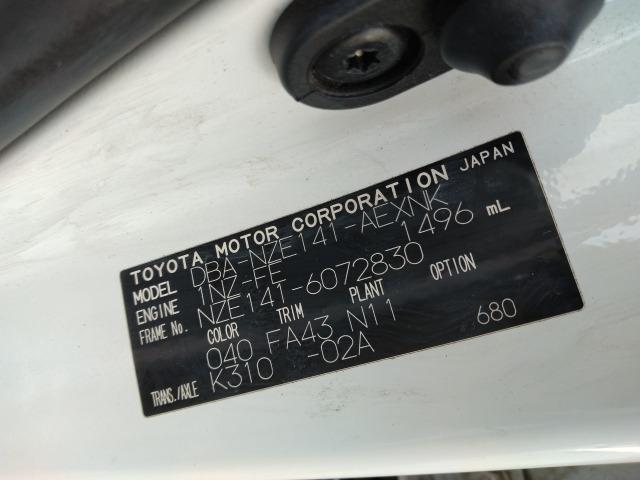 TOYOTA MOTOR CORPORATION JAPAN
MODEL DBA-NZE141-AEXNK
ENGINE 1NZ-FE 1496 mL
FRAME No. NZE141-6072830
COLOR TRIM PLANT OPTION
040 FA43 N11 680
TRANS./AXLE K310 -02A